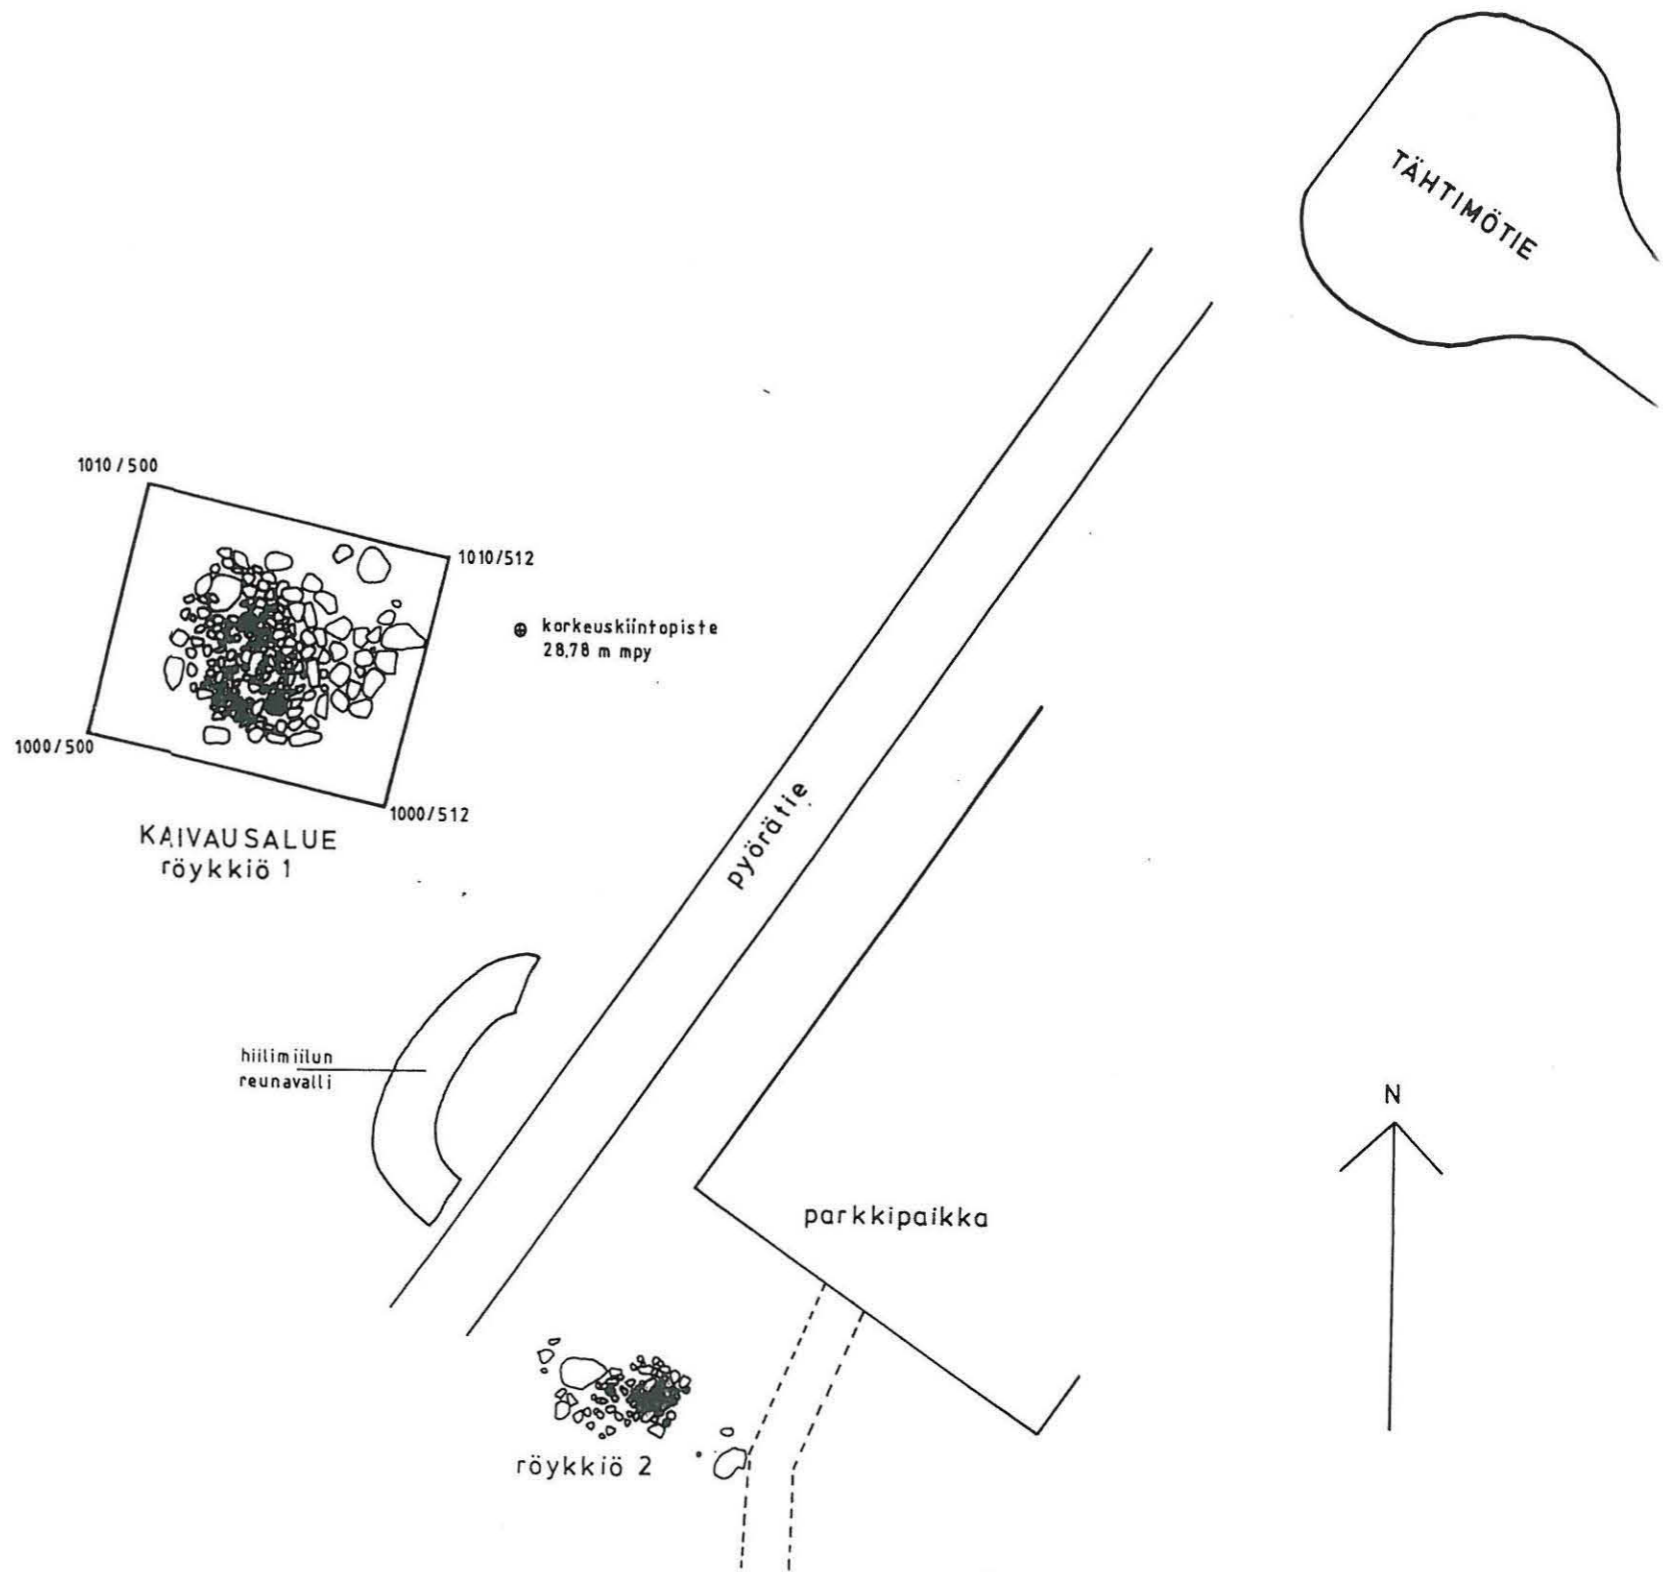 TÄHTIMÖTIE
1010 / 500
1010/512
korkeuskiintopiste
28,78 m mpy
1000/500
1000/512
KAIVAUSALUE
röykkiö 1
pyörätie
hiilimiilun
reunavalli
N
parkkipaikka
röykkiö 2